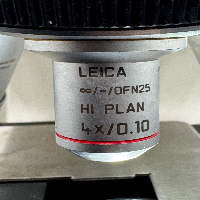 LEICA
∞/-/OFN25
HI PLAN
4X/0.10